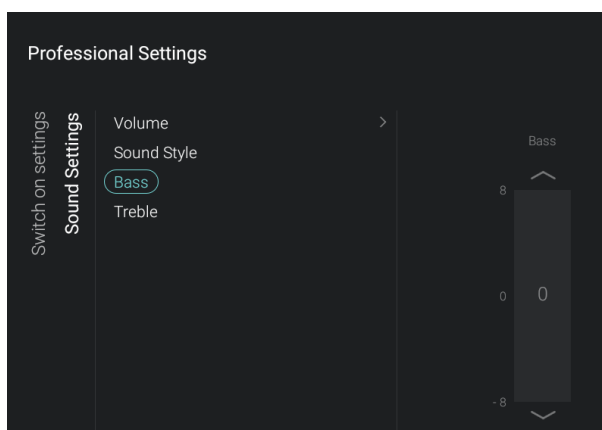 Professional Settings
Switch on settings
Sound Settings
Volume
Sound Style
Bass
Treble
Bass
8
0
0
- 8